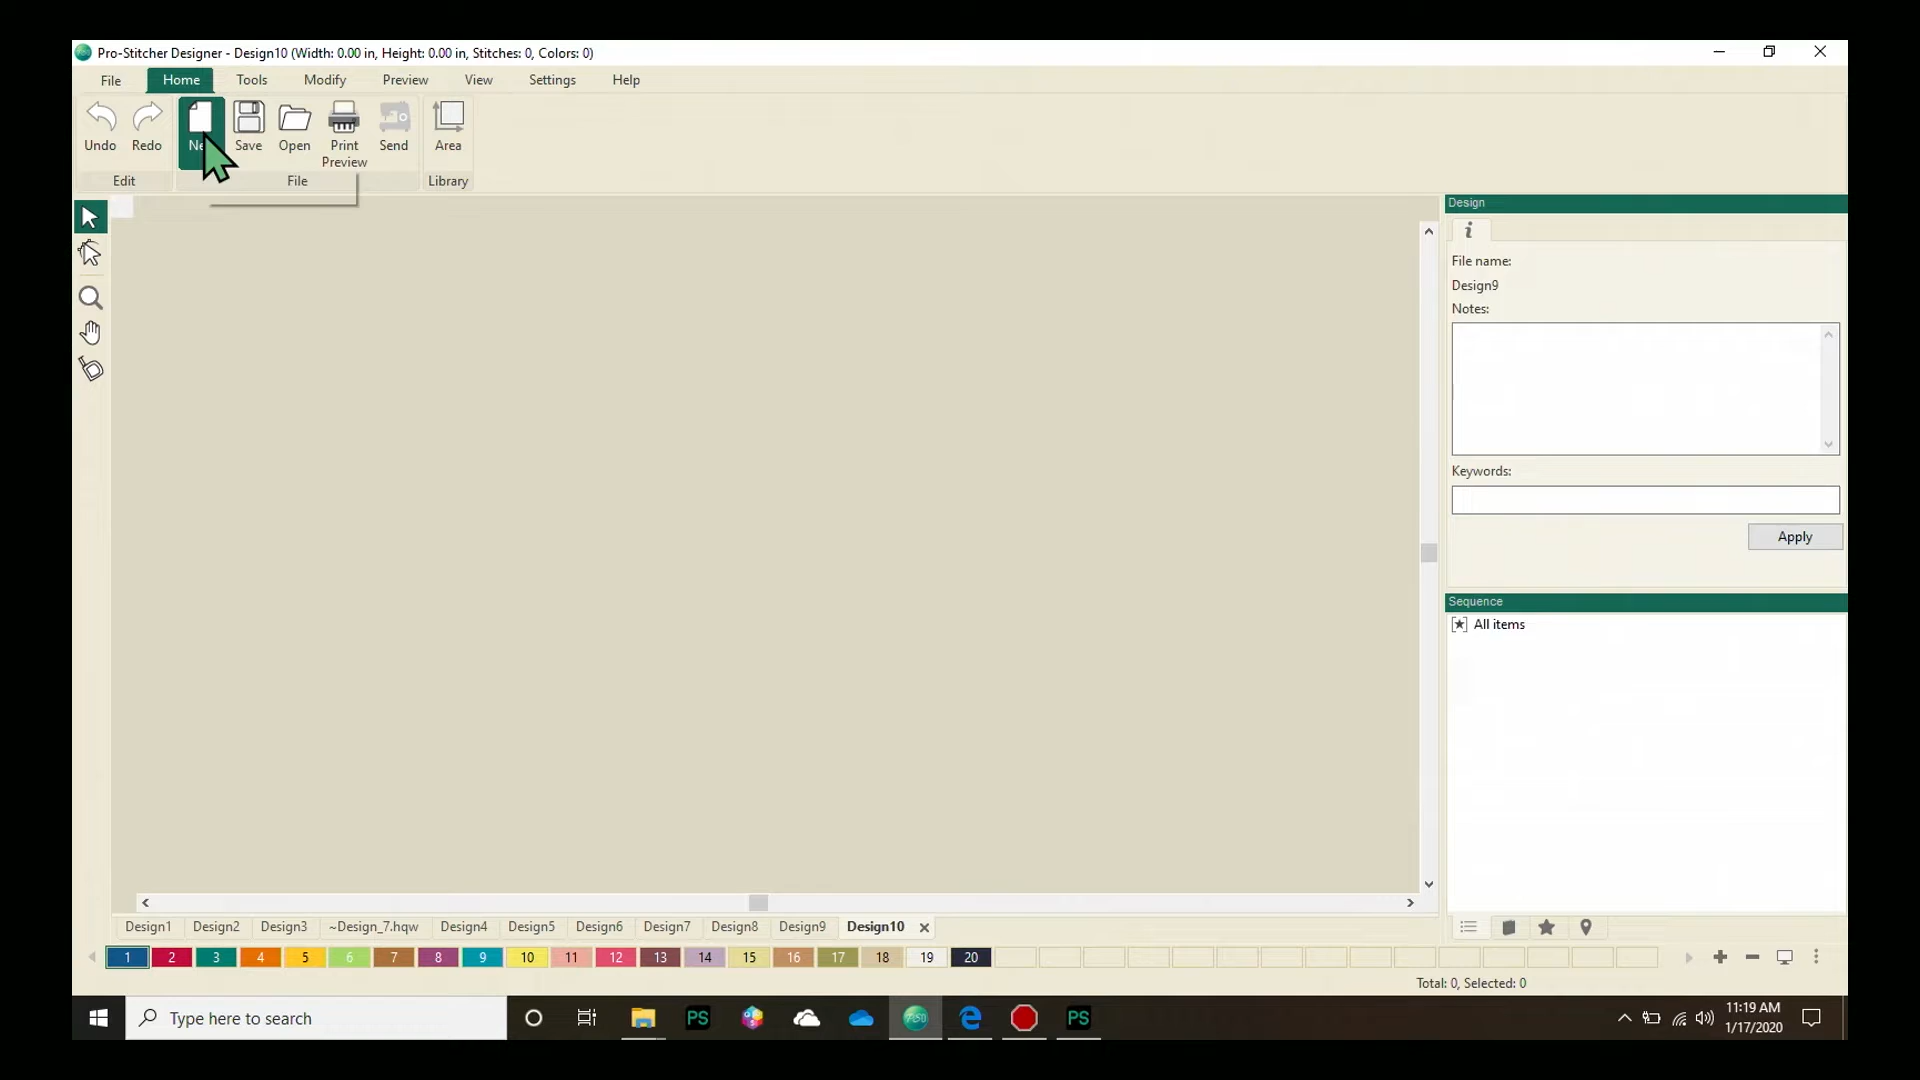 Pro-Stitcher Designer - Design10 (Width: 0.00 in, Height: 0.00 in, Stitches: 0, Colors: 0)
File Home Tools Modify Preview View Settings Help
Undo Redo Save Open Print Preview Send Area
Edit File Library
Design
File name:
Design9
Notes:
Keywords:
Apply
Sequence
All items
Design1 Design2 Design3 ~Design_7.hqw Design4 Design5 Design6 Design7 Design8 Design9 Design10
1 2 3 4 5 6 7 8 9 10 11 12 13 14 15 16 17 18 19 20
Total: 0, Selected: 0
Type here to search PS PS 11:19 AM
1/17/2020